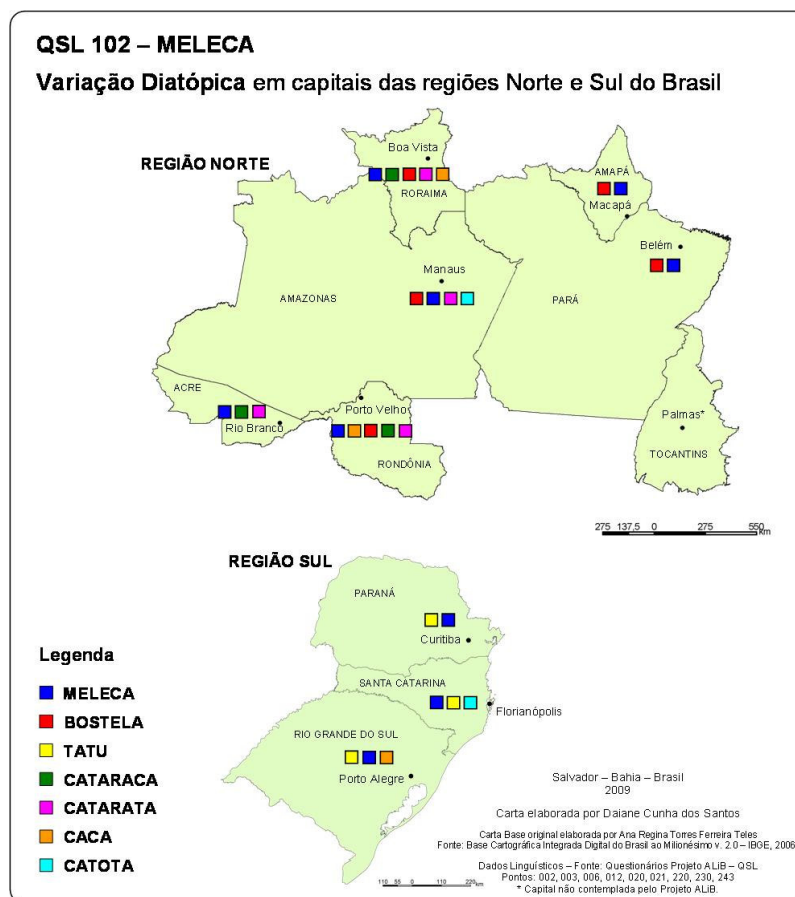 QSL 102 – MELECA
Variação Diatópica em capitais das regiões Norte e Sul do Brasil
REGIÃO NORTE
Boa Vista
RORAIMA
AMAPÁ
Macapá
Belém
Manaus
AMAZONAS
PARÁ
ACRE
Rio Branco
Porto Velho
RONDÔNIA
Palmas*
TOCANTINS
275 137,5 0 275 550
km
REGIÃO SUL
PARANÁ
Curitiba
SANTA CATARINA
Florianópolis
RIO GRANDE DO SUL
Porto Alegre
110 55 0 110 220
km
Legenda
MELECA
BOSTELA
TATU
CATARACA
CATARATA
CACA
CATOTA
Salvador – Bahia – Brasil
2009
Carta elaborada por Daiane Cunha dos Santos
Carta Base original elaborada por Ana Regina Torres Ferreira Teles
Fonte: Base Cartográfica Integrada Digital do Brasil ao Milionésimo v. 2.0 – IBGE, 2006
Dados Linguísticos – Fonte: Questionários Projeto ALiB – QSL
Pontos: 002, 003, 006, 012, 020, 021, 220, 230, 243
* Capital não contemplada pelo Projeto ALiB.